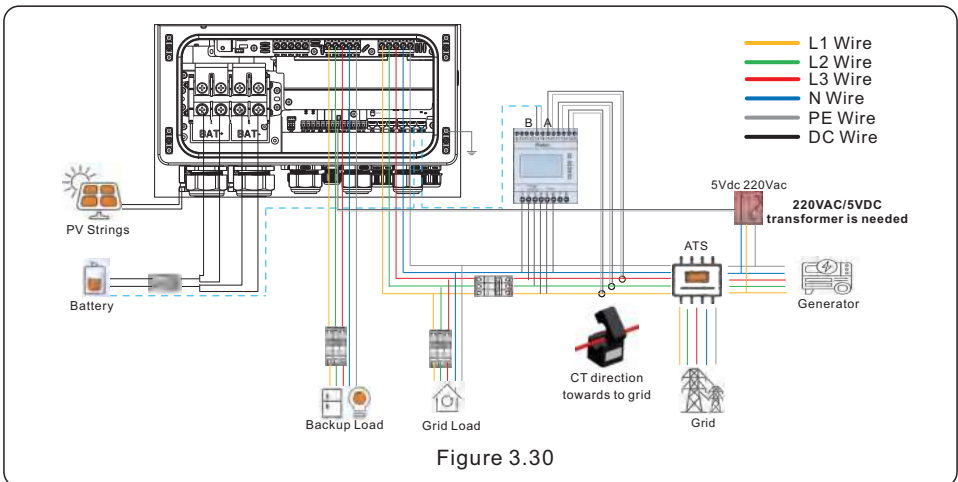 L1 Wire
L2 Wire
L3 Wire
N Wire
PE Wire
DC Wire
BAT+
BAT-
B A
Meter
5Vdc 220Vac
220VAC/5VDC
transformer is needed
PV Strings
ATS
Battery
Generator
CT direction
towards to grid
Backup Load
Grid Load
Grid
Figure 3.30